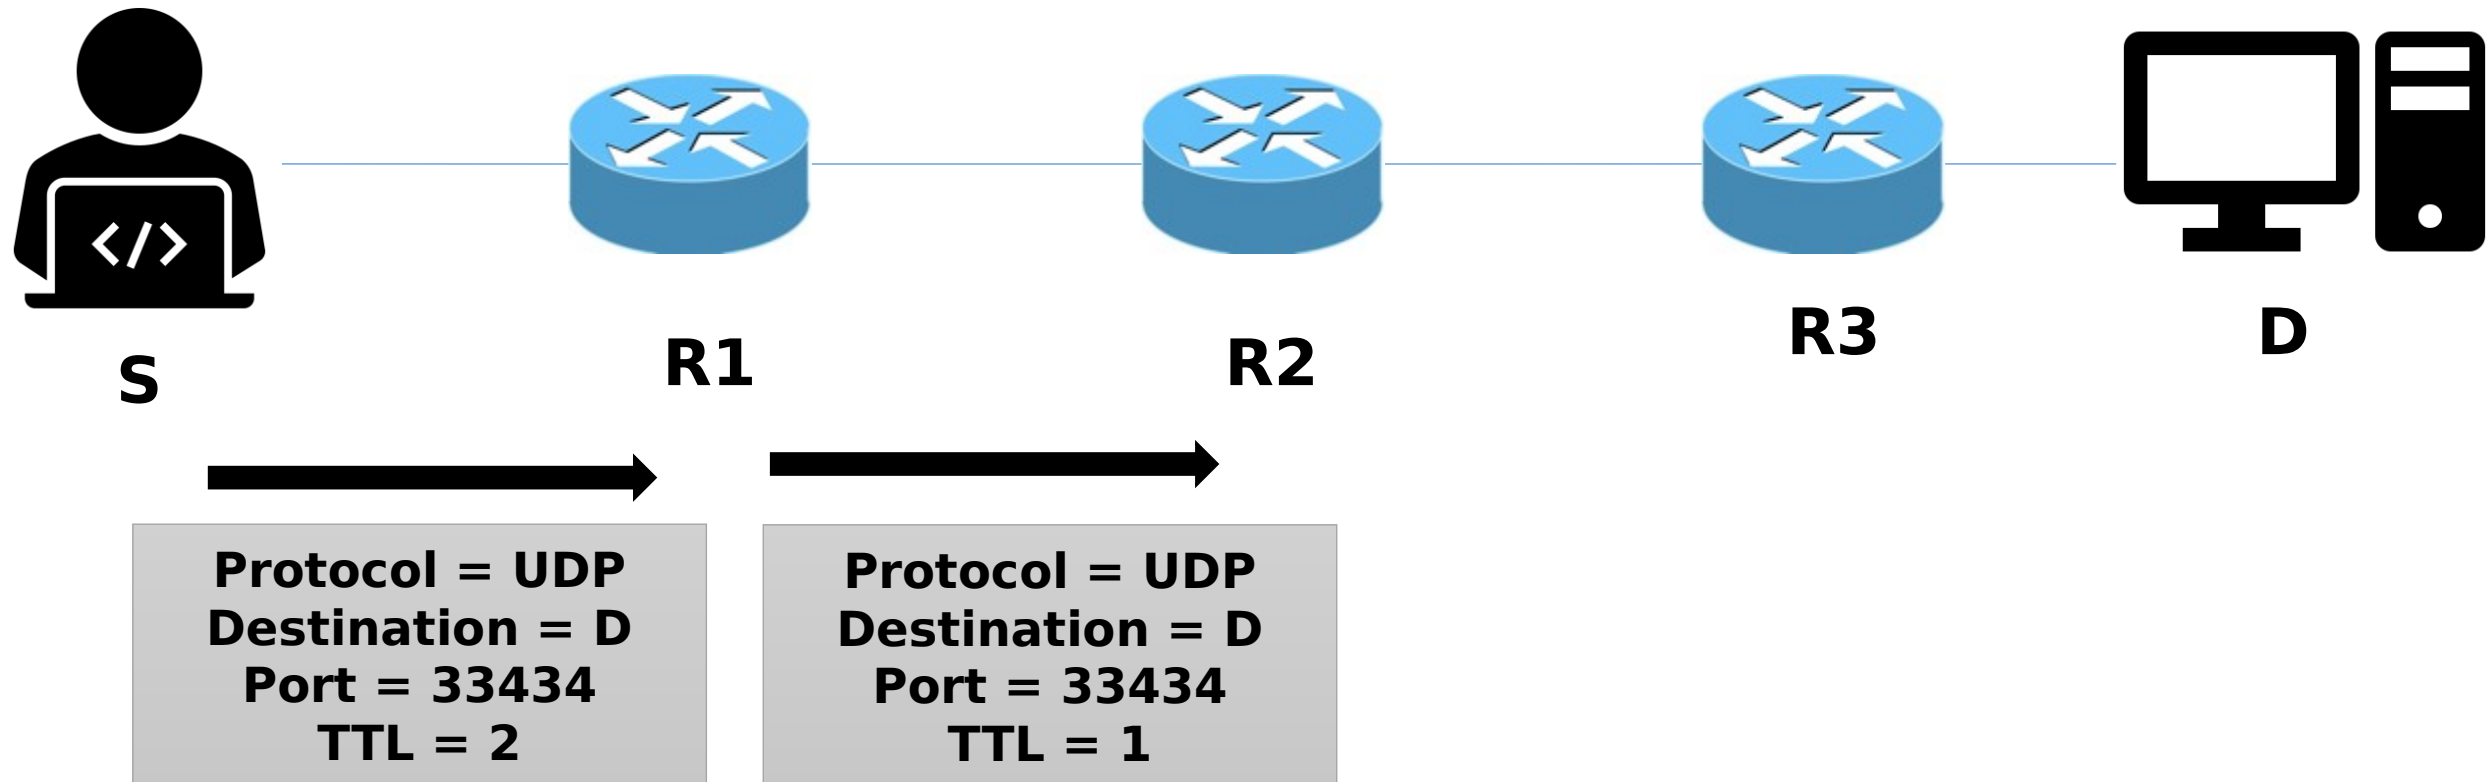 </>
S
R1
R2
R3
D
Protocol = UDP
Destination = D
Port = 33434
TTL = 2
Protocol = UDP
Destination = D
Port = 33434
TTL = 1